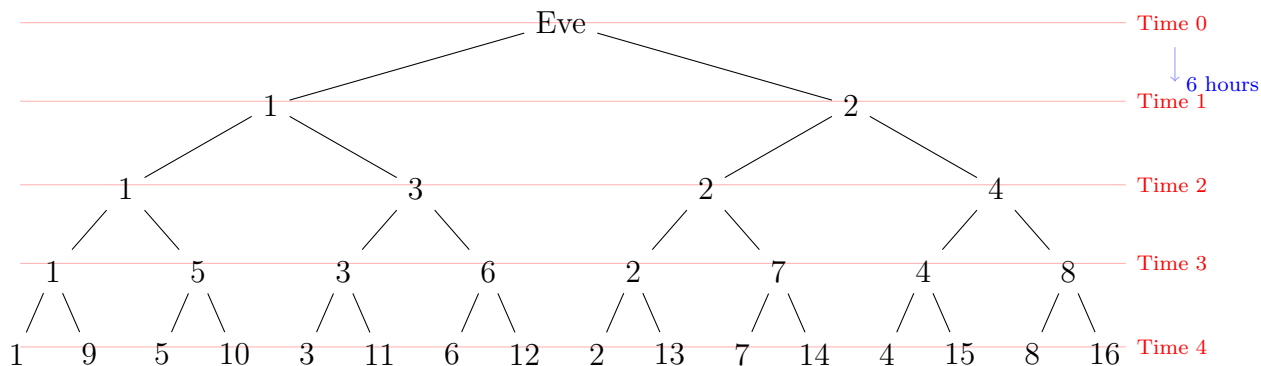 Eve Time 0
6 hours
1 2 Time 1
1 3 2 4 Time 2
1 5 3 6 2 7 4 8 Time 3
1 9 5 10 3 11 6 12 2 13 7 14 4 15 8 16 Time 4